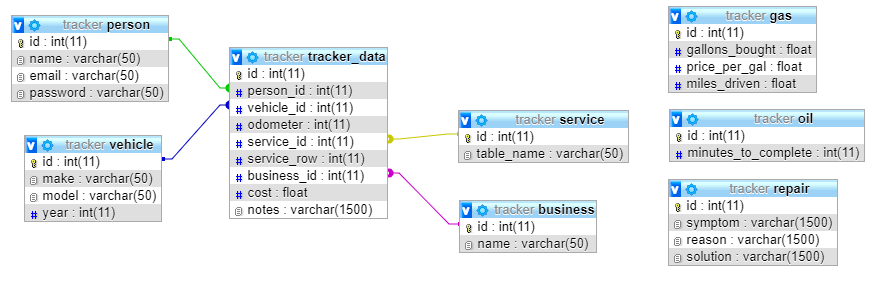 tracker person
id : int(11)
name : varchar(50)
email : varchar(50)
password : varchar(50)
tracker vehicle
id : int(11)
make : varchar(50)
model : varchar(50)
year : int(11)
tracker tracker_data
id : int(11)
person_id : int(11)
vehicle_id : int(11)
odometer : int(11)
service_id : int(11)
service_row : int(11)
business_id : int(11)
cost : float
notes : varchar(1500)
tracker service
id : int(11)
table_name : varchar(50)
tracker business
id : int(11)
name : varchar(50)
tracker gas
id : int(11)
gallons_bought : float
price_per_gal : float
miles_driven : float
tracker oil
id : int(11)
minutes_to_complete : int(11)
tracker repair
id : int(11)
symptom : varchar(1500)
reason : varchar(1500)
solution : varchar(1500)